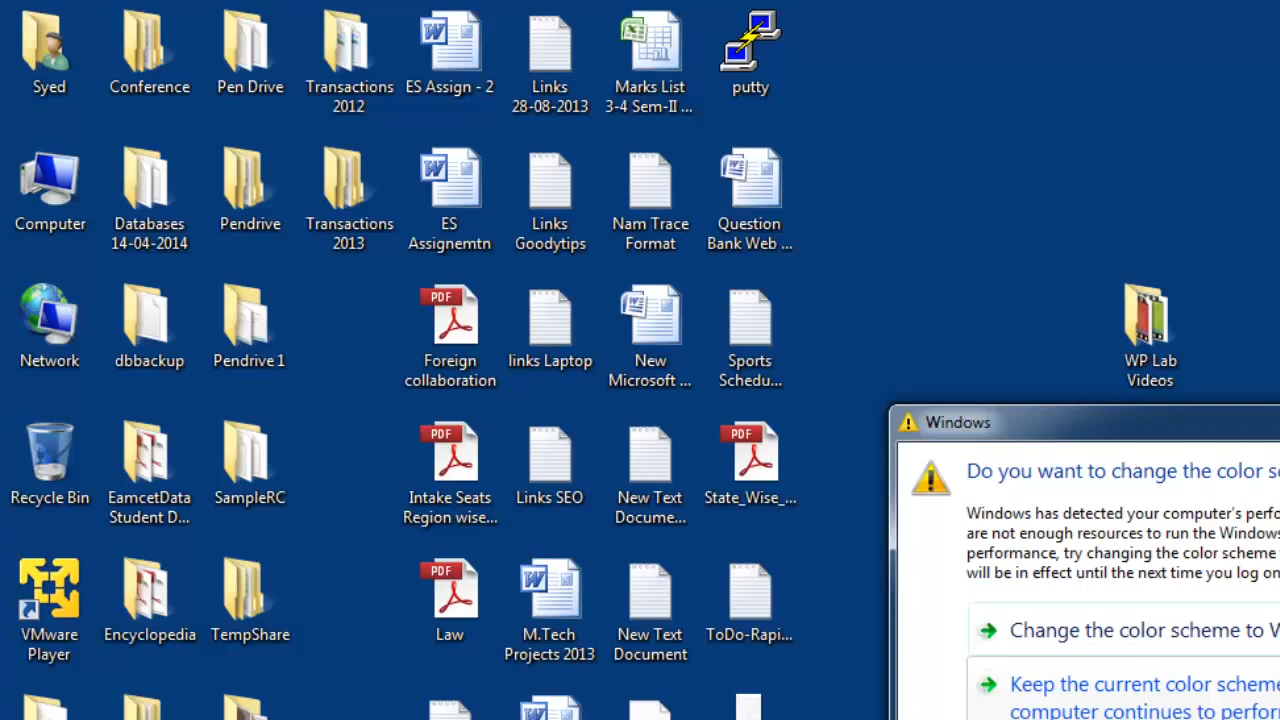 Syed
Conference
Pen Drive
Transactions
2012
ES Assign - 2
Links
28-08-2013
Marks List
3-4 Sem-II ...
putty
Computer
Databases
14-04-2014
Pendrive
Transactions
2013
ES
Assignemtn
Links
Goodytips
Nam Trace
Format
Question
Bank Web ...
Network
dbbackup
Pendrive 1
PDF
Foreign
collaboration
links Laptop
New
Microsoft ...
Sports
Schedu...
WP Lab
Videos
Recycle Bin
EamcetData
Student D...
SampleRC
PDF
Intake Seats
Region wise...
Links SEO
New Text
Docume...
PDF
State_Wise_...
VMware
Player
Encyclopedia
TempShare
PDF
Law
M.Tech
Projects 2013
New Text
Document
ToDo-Rapi...
Windows
Do you want to change the color
Windows has detected your computer's
are not enough resources to run the Windows
performance, try changing the color scheme
will be in effect until the next time you log on
Change the color scheme to
Keep the current color scheme
computer continues to